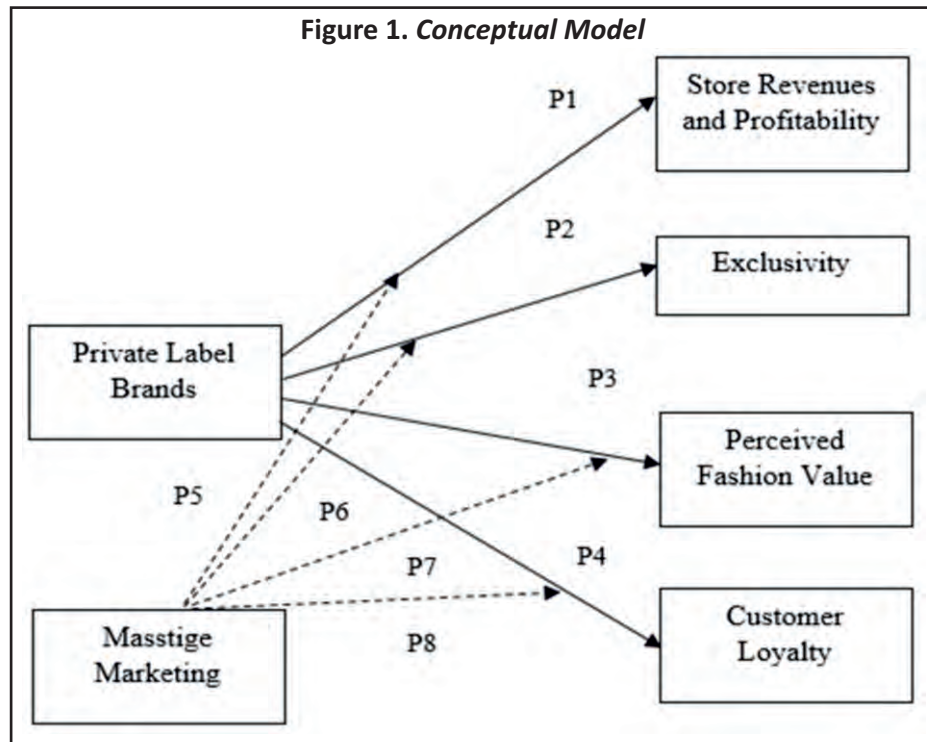 Figure 1. Conceptual Model
P1
Store Revenues
and Profitability
P2
Exclusivity
Private Label
Brands
P3
Perceived
Fashion Value
P5
P6
P7
P4
Masstige
Marketing
P8
Customer
Loyalty